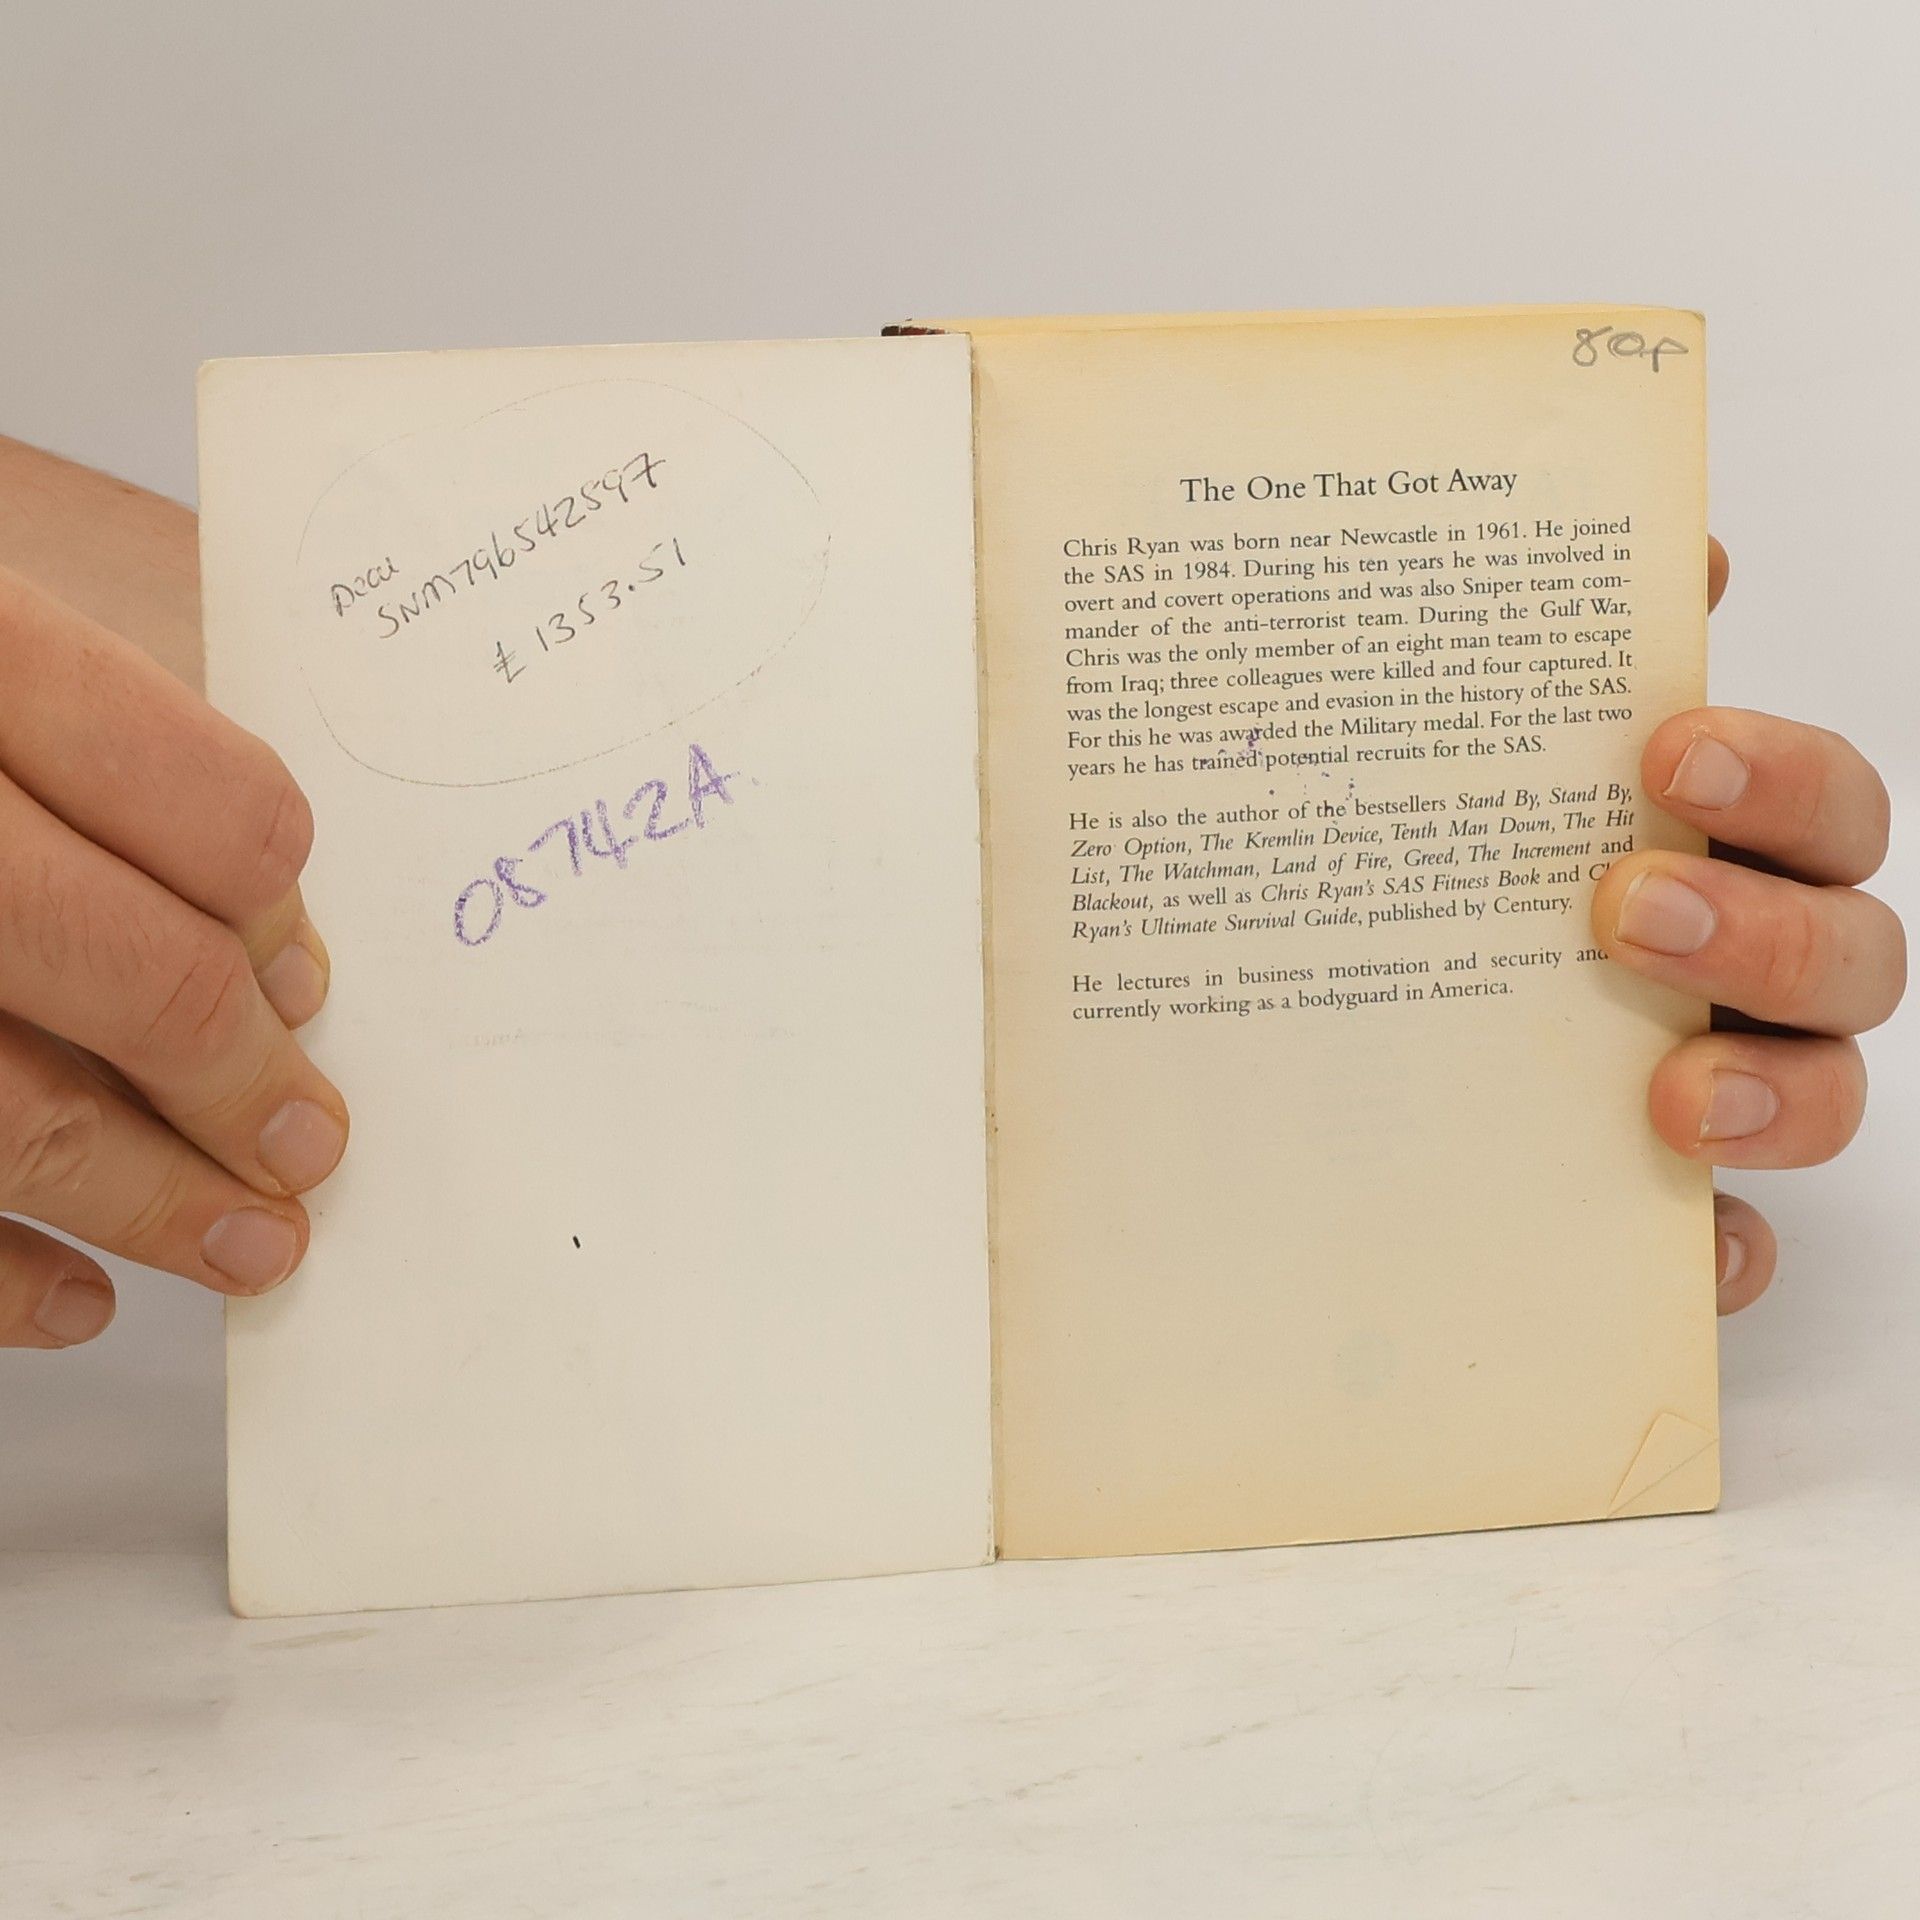 SNM796542597
£ 1353.51
08742A.
80p
The One That Got Away
Chris Ryan was born near Newcastle in 1961. He joined
the SAS in 1984. During his ten years he was involved in
overt and covert operations and was also Sniper team com-
mander of the anti-terrorist team. During the Gulf War,
Chris was the only member of an eight man team to escape
from Iraq; three colleagues were killed and four captured. It
was the longest escape and evasion in the history of the SAS.
For this he was awarded the Military medal. For the last two
years he has trained potential recruits for the SAS.
He is also the author of the bestsellers Stand By, Stand By,
Zero Option, The Kremlin Device, Tenth Man Down, The Hit
List, The Watchman, Land of Fire, Greed, The Increment and
Blackout, as well as Chris Ryan's SAS Fitness Book and
Ryan's Ultimate Survival Guide, published by Century.
He lectures in business motivation and security and
currently working as a bodyguard in America.